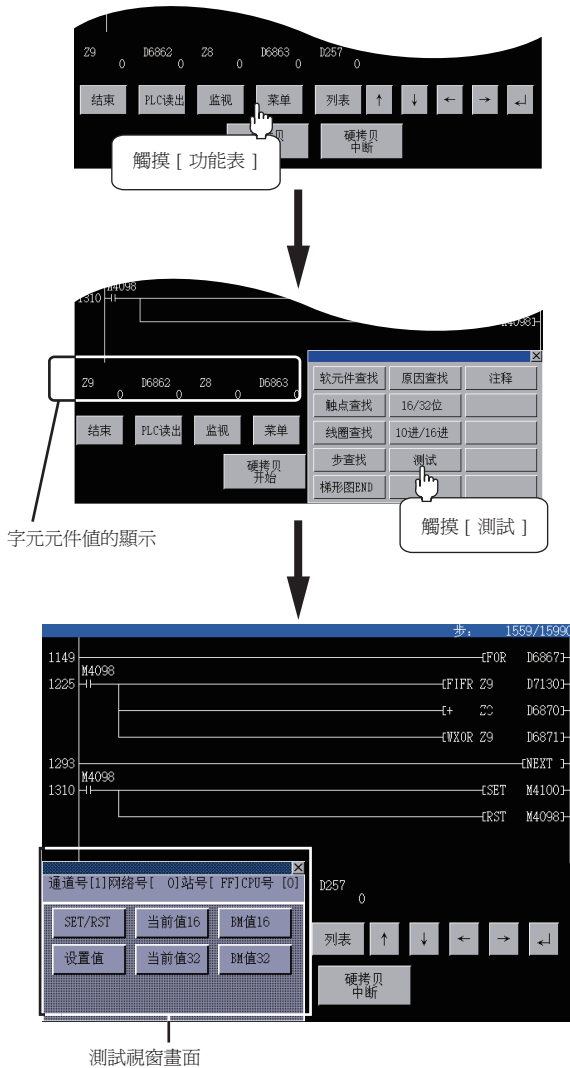 Z9 D6862 Z8 D6863 D257
0 0 0 0 0
结束 PLC读出 监视 菜单 列表 ↑ ↓ ← → ↵
贝 硬拷贝
中断
觸摸 [ 功能表 ]
M4098
1310
M4098]
Z9 D6862 Z8 D6863
0 0 0 0
结束 PLC读出 监视 菜单
硬拷贝
开始
软元件查找 原因查找 注释
触点查找 16/32位
线圈查找 10进/16进
步查找 测试
梯形图END
觸摸 [ 測試 ]
字元元件值的顯示
步: 1559/15990
1149 [FOR D6867]
M4098
1225 [FIFR Z9 D7130]
[+ Z9 D6870]
[WXOR Z9 D6871]
1293 [NEXT ]
M4098
1310 [SET M4100]
[RST M4098]
通道号[1]网络号[ 0]站号[ FF]CPU号 [0]
SET/RST 当前值16 BM值16
设置值 当前值32 BM值32
D257
0
列表 ↑ ↓ ← → ↵
硬拷贝
中断
測試視窗畫面